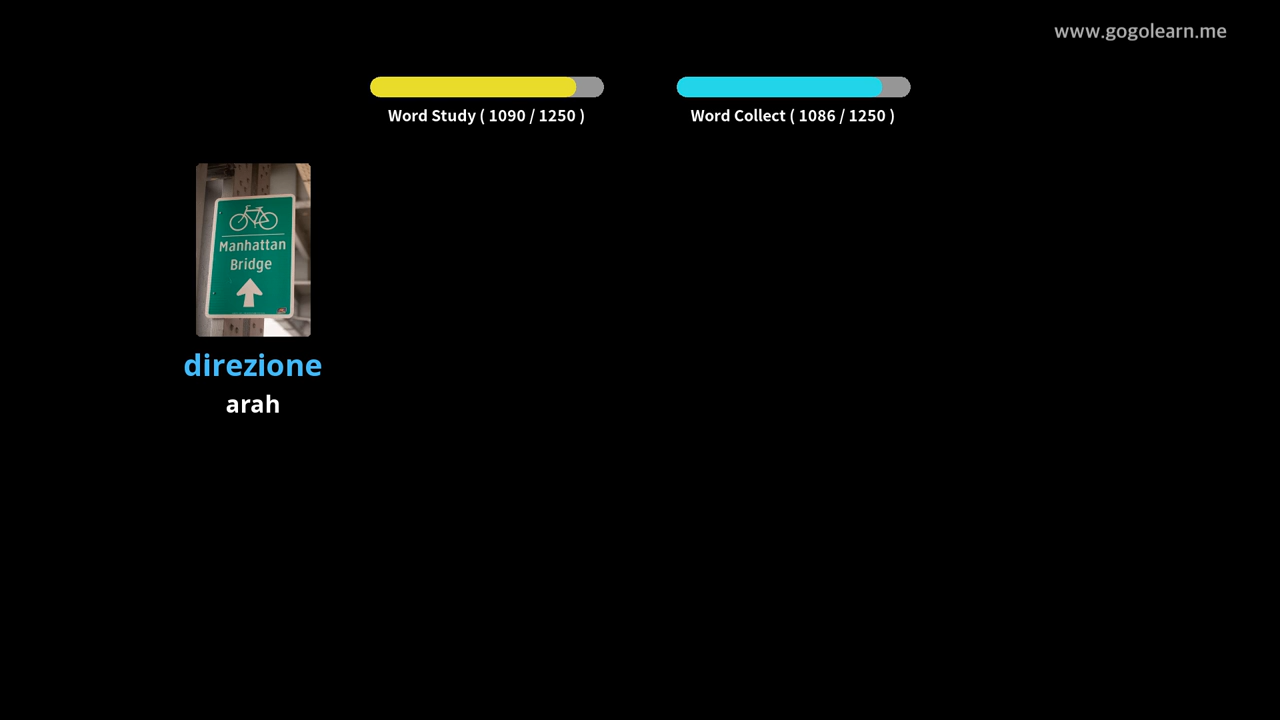 www.gogolearn.me
Word Study ( 1090 / 1250 )
Word Collect ( 1086 / 1250 )
Manhattan
Bridge
direzione
arah